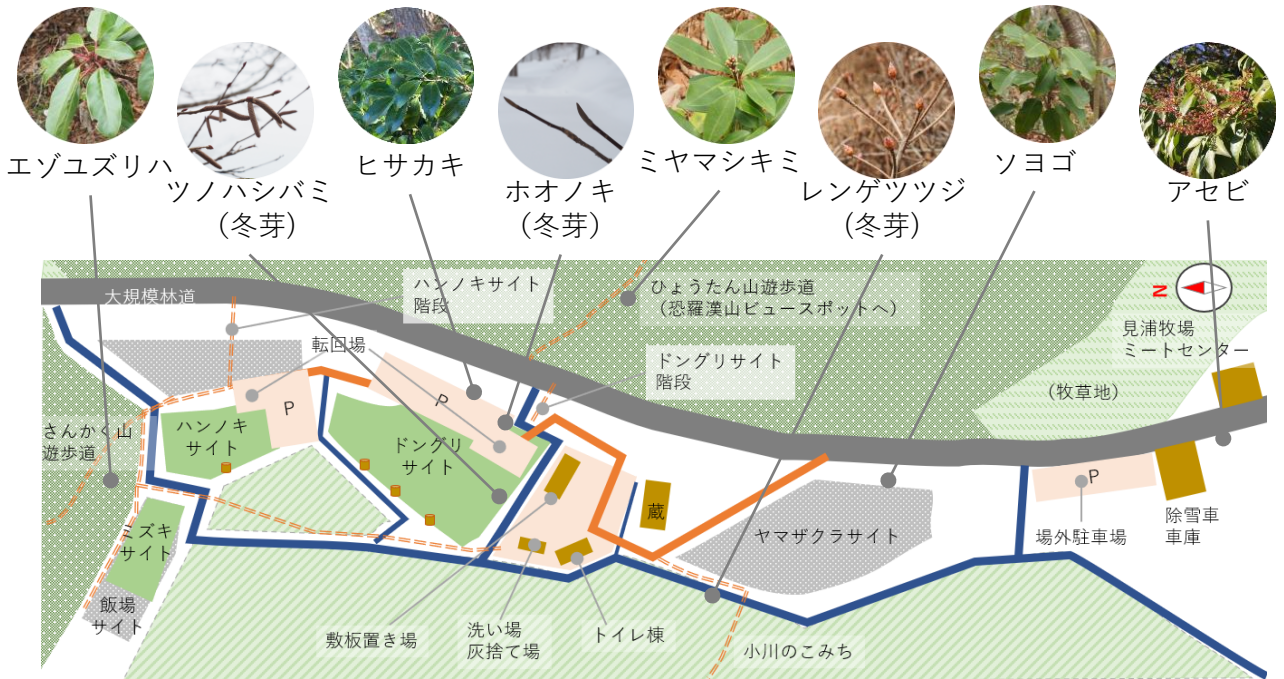 エゾユズリハ
ツノハシバミ
(冬芽)
ヒサカキ
ホオノキ
(冬芽)
ミヤマシキミ
レンゲツツジ
(冬芽)
ソヨゴ
アセビ
大規模林道
ハンノキサイト
階段
転回場
ひょうたん山遊歩道
（恐羅漢山ビュースポットへ）
N
見浦牧場
ミートセンター
ドングリサイト
階段
（牧草地）
P
P
さんかく山
遊歩道
ハンノキ
サイト
ドングリ
サイト
P
蔵
ミズキ
サイト
ヤマザクラサイト
場外駐車場
除雪車
車庫
飯場
サイト
敷板置き場
洗い場
灰捨て場
トイレ棟
小川のこみち